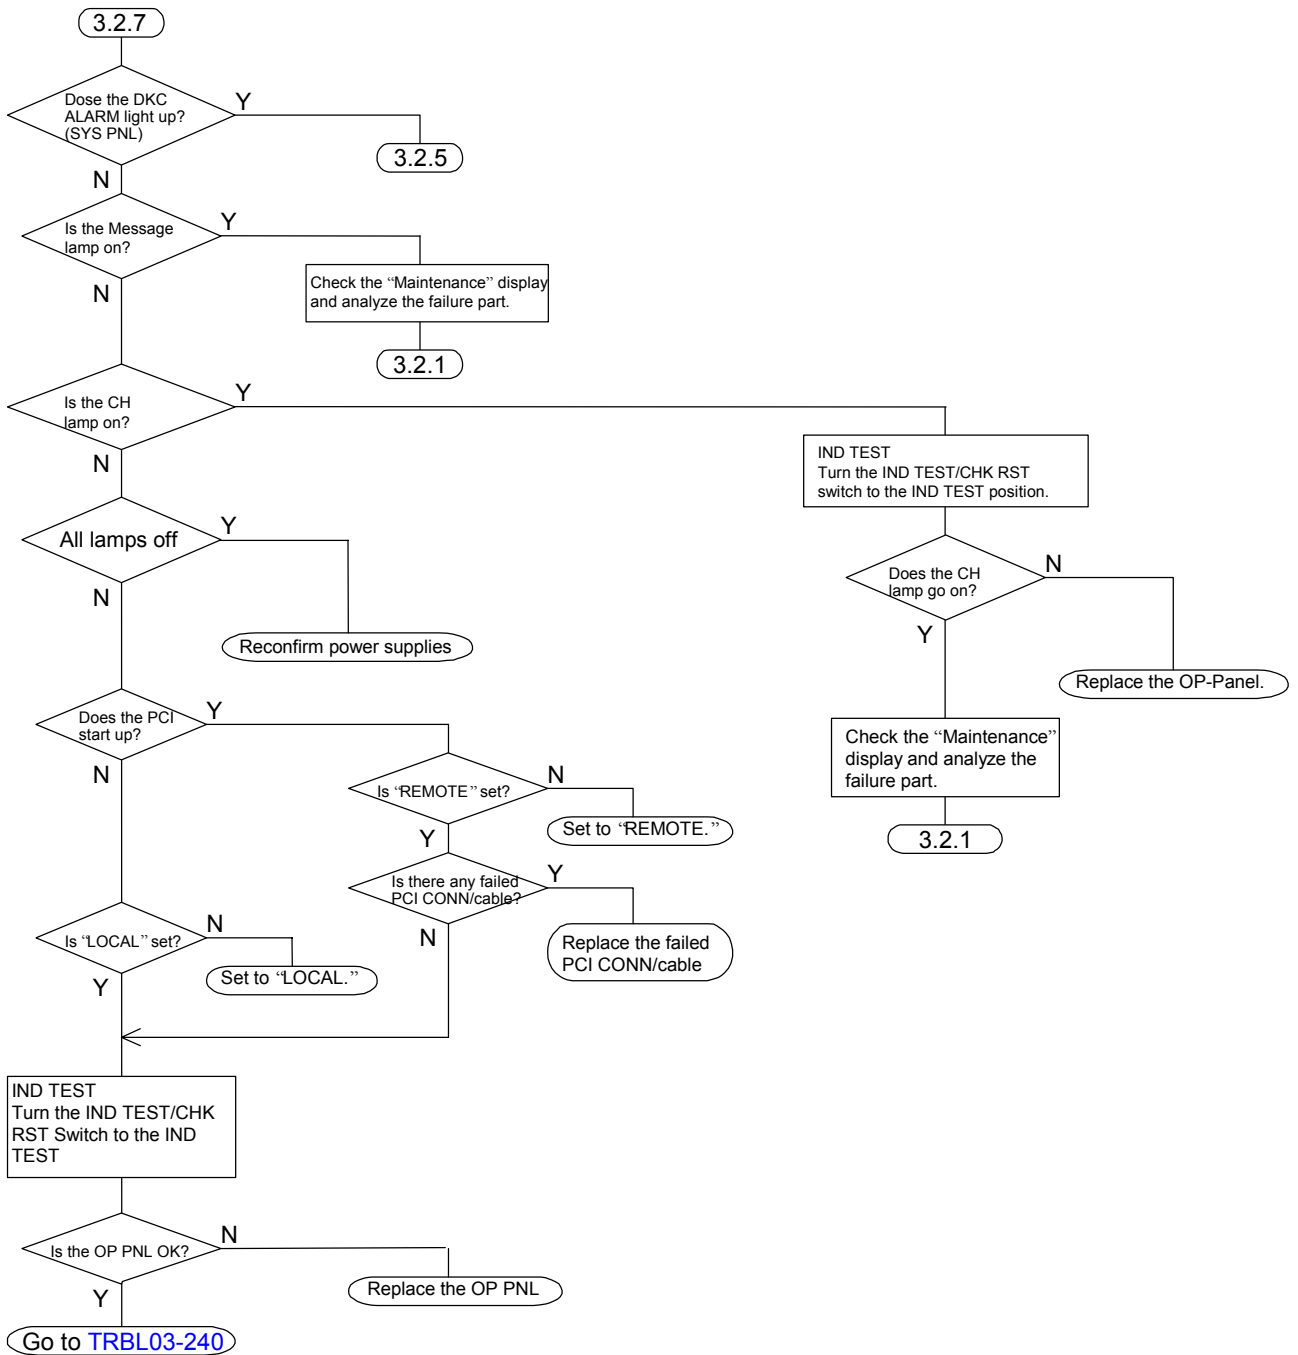 3.2.7
Dose the DKC
ALARM light up?
(SYS PNL)
Y
3.2.5
N
Is the Message
lamp on?
Y
Check the “Maintenance” display
and analyze the failure part.
3.2.1
N
Is the CH
lamp on?
Y
IND TEST
Turn the IND TEST/CHK RST
switch to the IND TEST position.
Does the CH
lamp go on?
N
Replace the OP-Panel.
Y
Check the “Maintenance”
display and analyze the
failure part.
3.2.1
N
All lamps off
Y
Reconfirm power supplies
N
Does the PCI
start up?
Y
Is “REMOTE” set?
N
Set to “REMOTE.”
Y
Is there any failed
PCI CONN/cable?
Y
Replace the failed
PCI CONN/cable
N
N
Is “LOCAL” set?
N
Set to “LOCAL.”
Y
IND TEST
Turn the IND TEST/CHK
RST Switch to the IND
TEST
Is the OP PNL OK?
N
Replace the OP PNL
Y
Go to TRBL03-240